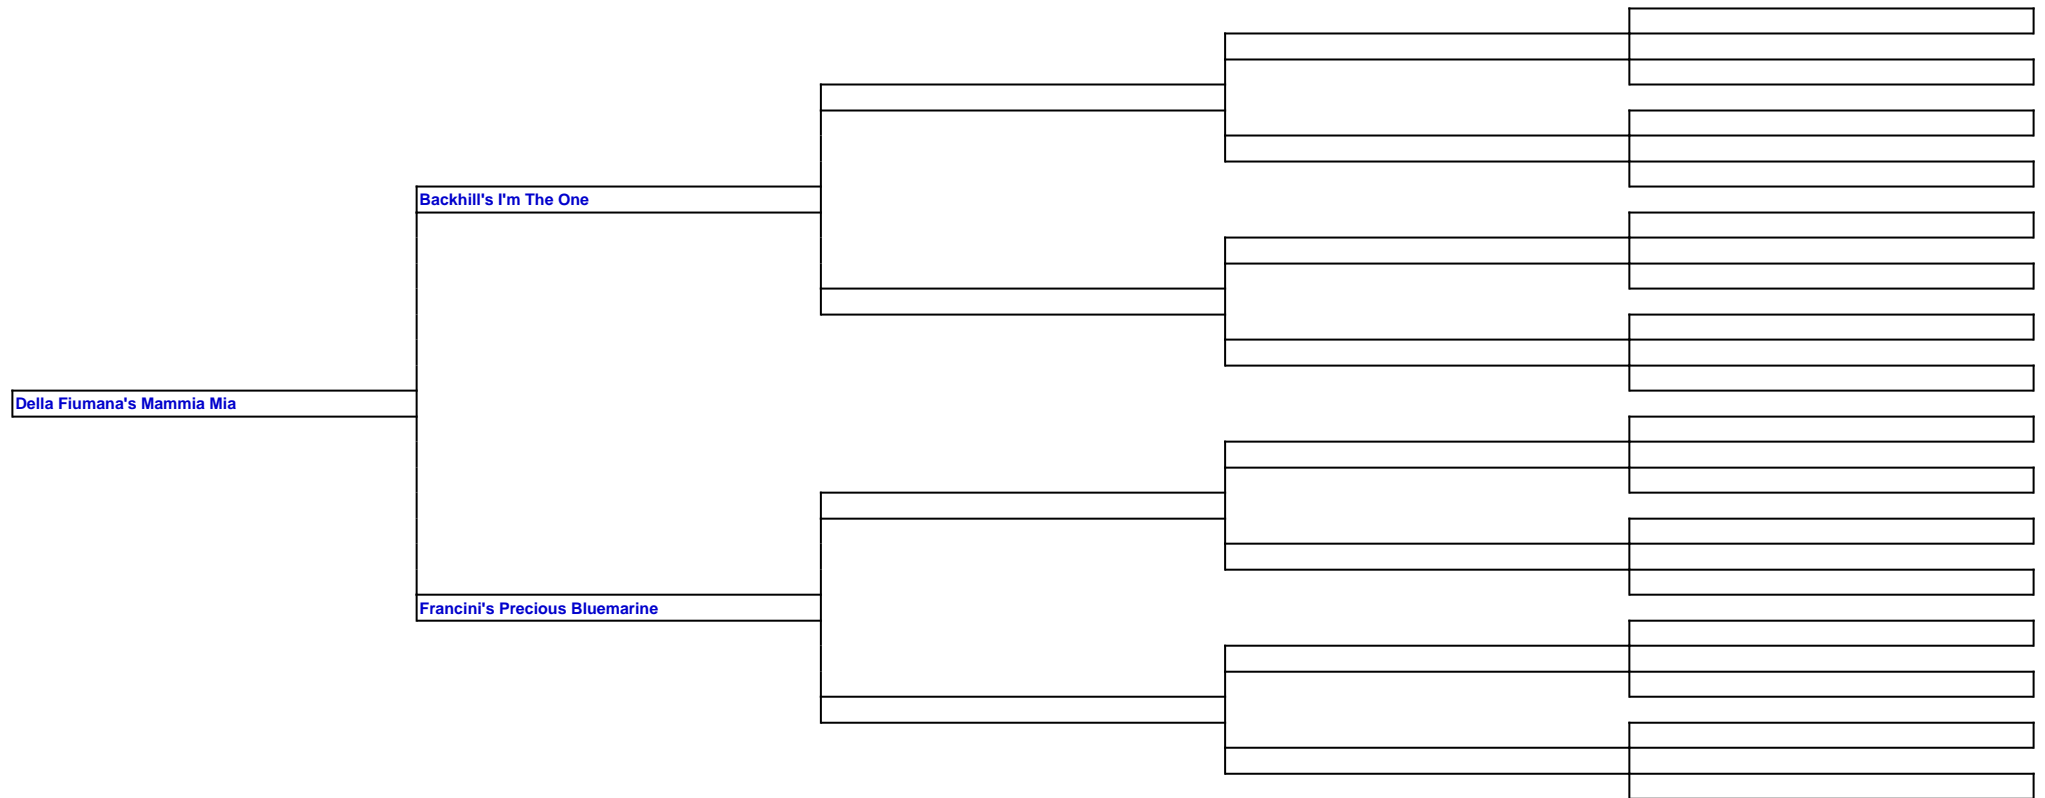 Backhill's I'm The One
Della Fiumana's Mammia Mia
Francini's Precious Bluemarine